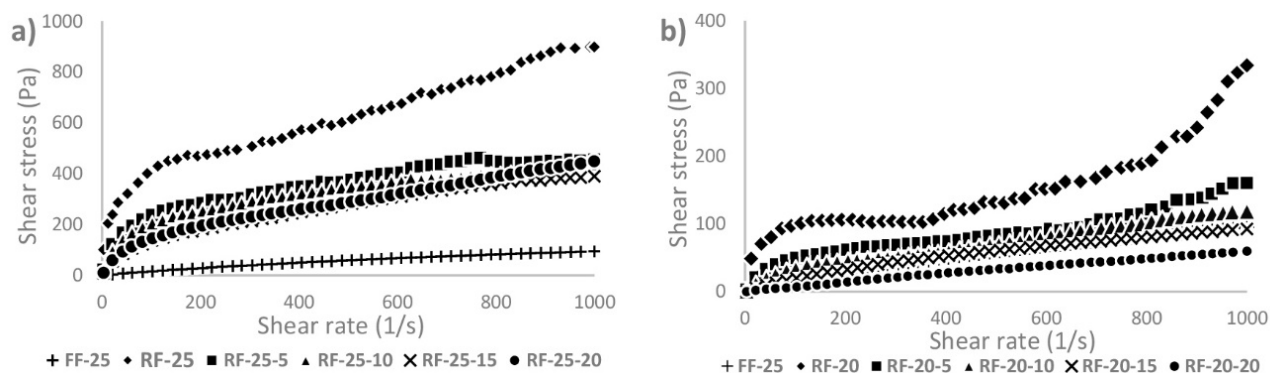 a)
Shear stress (Pa)
1000
800
600
400
200
0
0 200 400 600 800 1000
Shear rate (1/s)
FF-25 RF-25 RF-25-5 RF-25-10 RF-25-15 RF-25-20
b)
Shear stress (Pa)
400
300
200
100
0
0 200 400 600 800 1000
Shear rate (1/s)
FF-25 RF-20 RF-20-5 RF-20-10 RF-20-15 RF-20-20